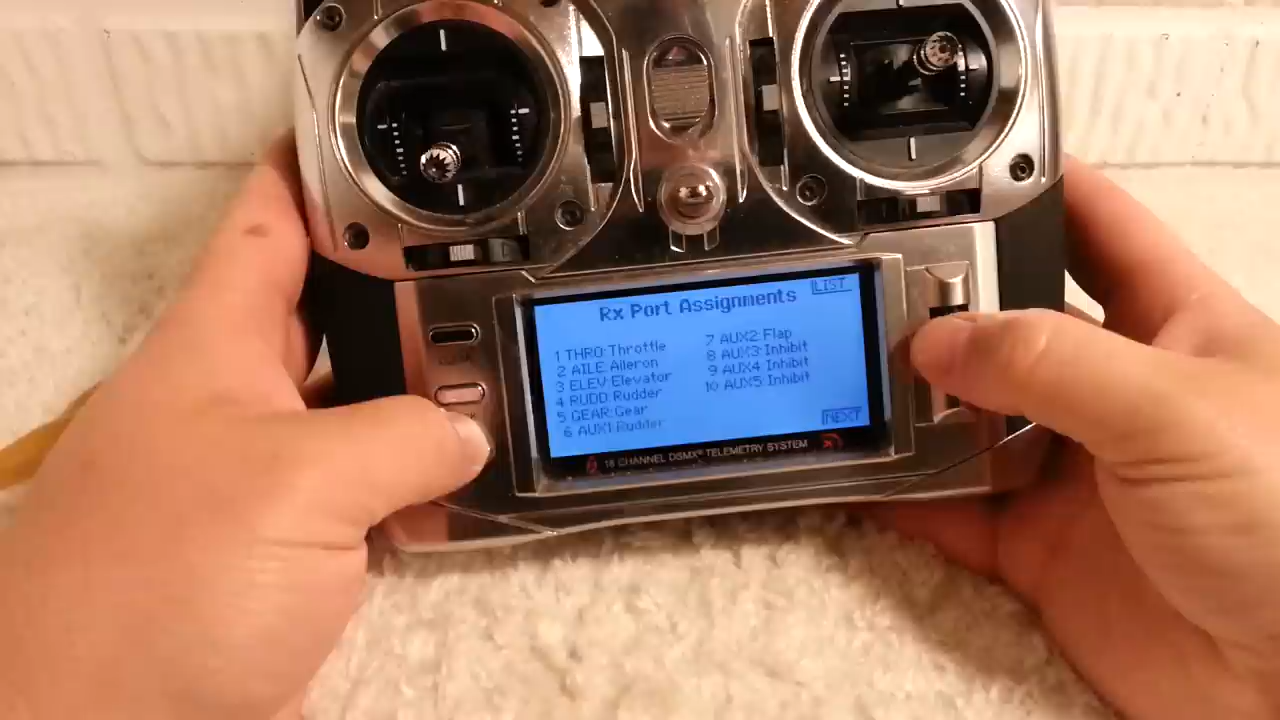 LIST
Rx Port Assignments
1 THRO: Throttle
2 AILE: Aileron
3 ELEV: Elevator
4 RUDD: Rudder
5 GEAR: Gear
6 AUX1: Rudder
7 AUX2: Flap
8 AUX3: Inhibit
9 AUX4: Inhibit
10 AUX5: Inhibit
NEXT
18 CHANNEL DSMX® TELEMETRY SYSTEM